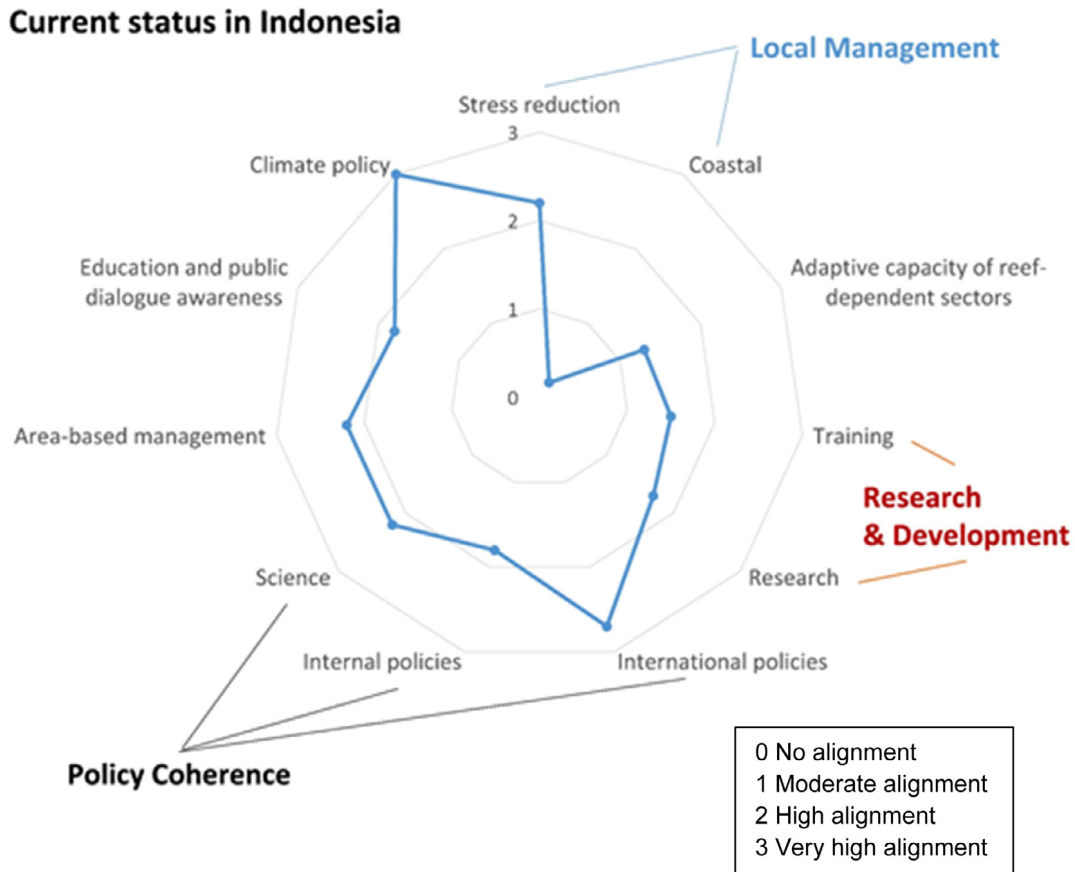 Current status in Indonesia
Local Management
Stress reduction
3
Climate policy
Coastal
2
Education and public
dialogue awareness
Adaptive capacity of reef-
dependent sectors
1
0
Area-based management
Training
Research
& Development
Science
Research
Internal policies
International policies
Policy Coherence
0 No alignment
1 Moderate alignment
2 High alignment
3 Very high alignment